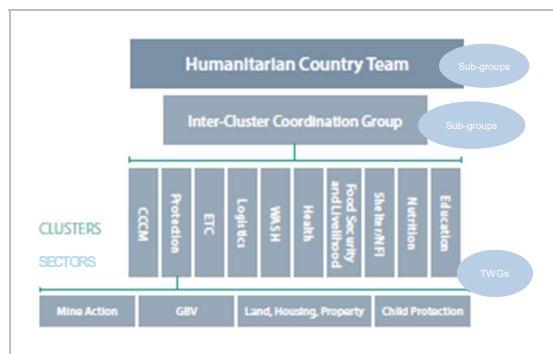 Humanitarian Country Team
Sub-groups
Inter-Cluster Coordination Group
Sub-groups
CCCM
Protection
ETC
Logistics
WASH
Health
Food Security
and Livelihood
Shelter/NFI
Nutrition
Education
CLUSTERS
SECTORS
TWGs
Mine Action
GBV
Land, Housing, Property
Child Protection